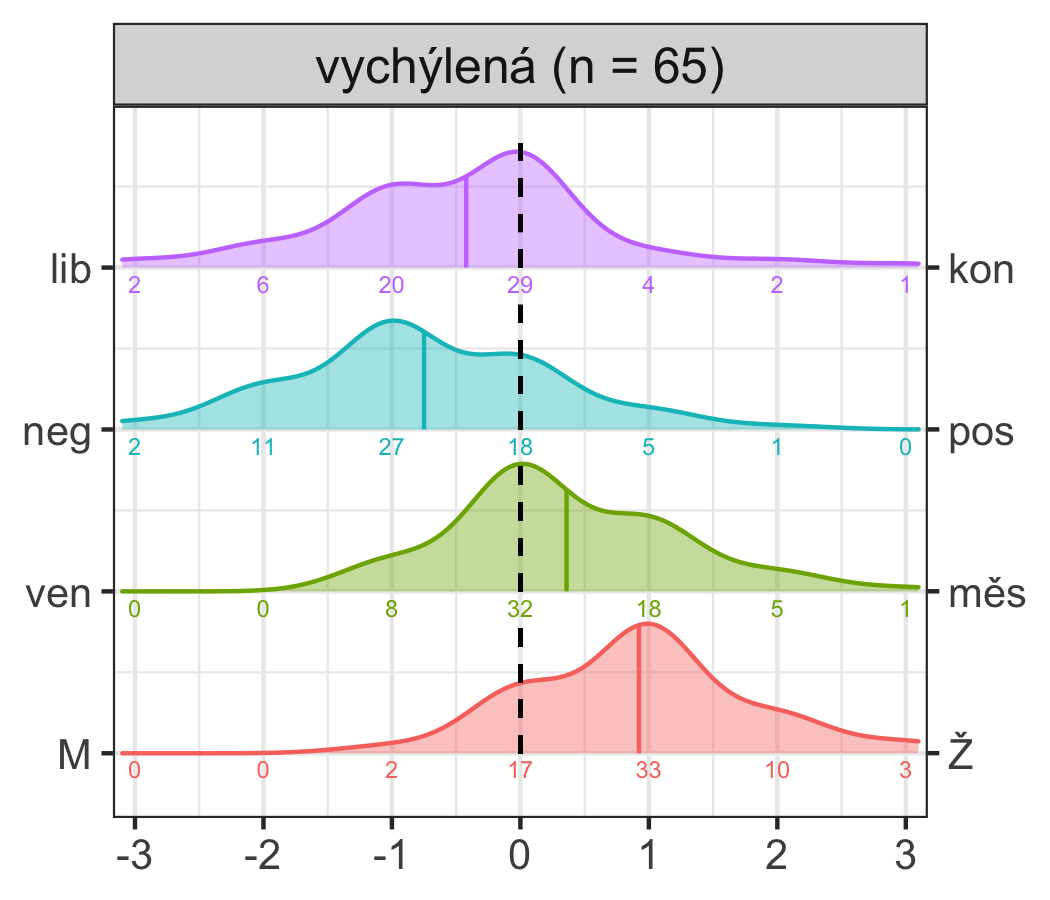 vychýlená (n = 65)
lib kon
2 6 20 29 4 2 1
neg pos
2 11 27 18 5 1 0
ven měs
0 0 8 32 18 5 1
M Ž
0 0 2 17 33 10 3
-3 -2 -1 0 1 2 3